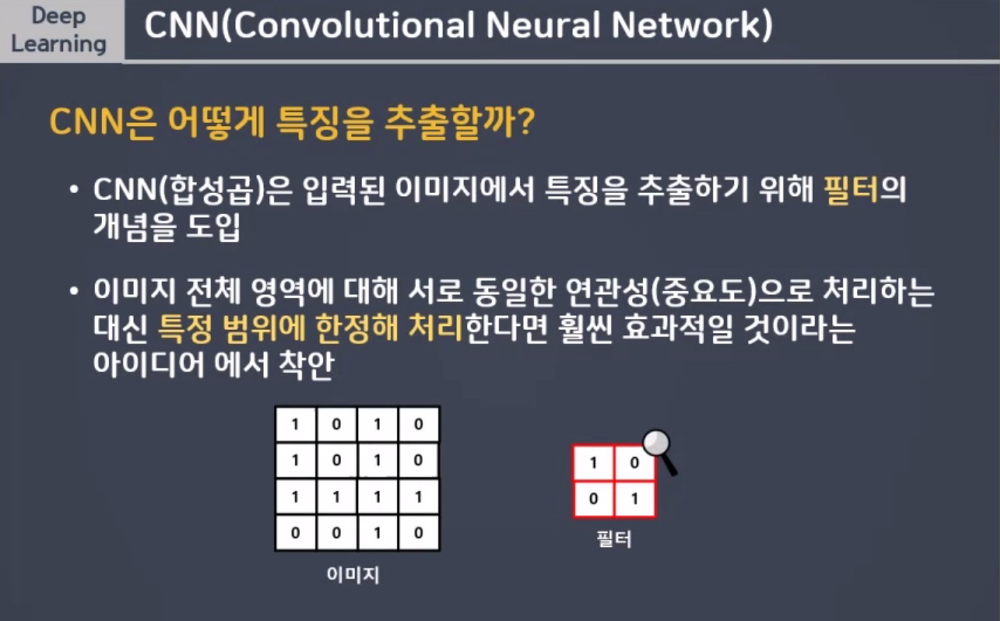 Deep
Learning
CNN(Convolutional Neural Network)
CNN은 어떻게 특징을 추출할까?
• CNN(합성곱)은 입력된 이미지에서 특징을 추출하기 위해 필터의
개념을 도입
• 이미지 전체 영역에 대해 서로 동일한 연관성(중요도)으로 처리하는
대신 특정 범위에 한정해 처리한다면 훨씬 효과적일 것이라는
아이디어 에서 착안
1 0 1 0
1 0 1 0
1 1 1 1
0 0 1 0
이미지
1 0
0 1
필터